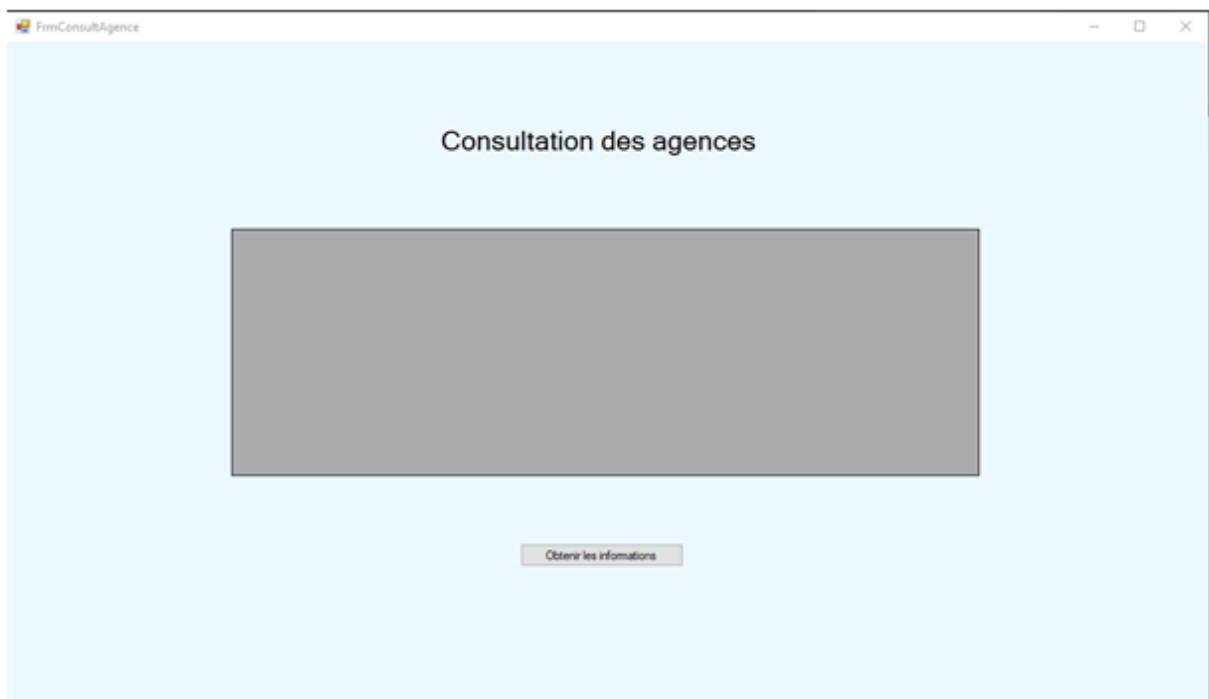 FrmConsultAgence
Consultation des agences
Obtenir les informations